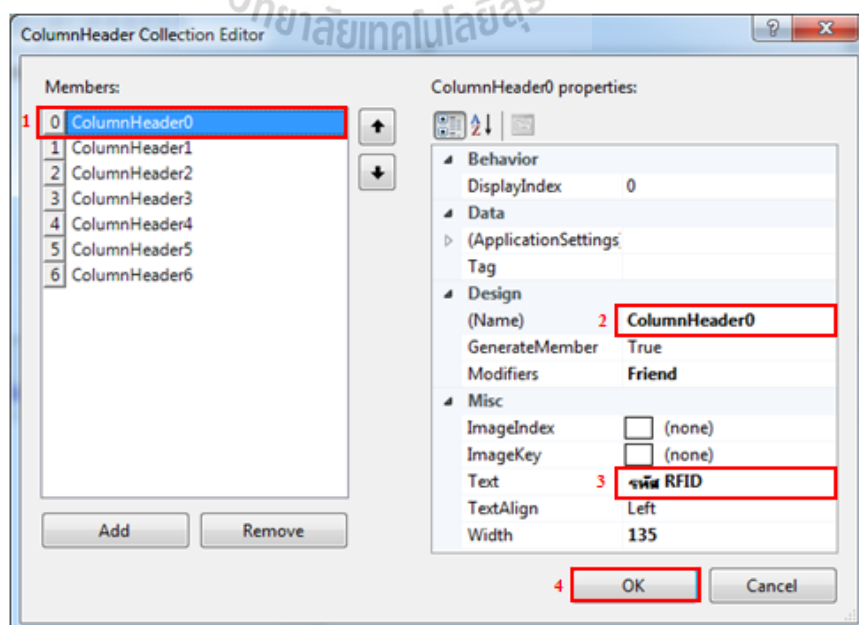 ColumnHeader Collection Editor
Members:
1 0 ColumnHeader0
1 ColumnHeader1
2 ColumnHeader2
3 ColumnHeader3
4 ColumnHeader4
5 ColumnHeader5
6 ColumnHeader6
Add Remove
ColumnHeader0 properties:
Behavior
DisplayIndex 0
Data
(ApplicationSettings
Tag
Design
(Name) 2 ColumnHeader0
GenerateMember True
Modifiers Friend
Misc
ImageIndex (none)
ImageKey (none)
Text 3 รหัส RFID
TextAlign Left
Width 135
4 OK Cancel